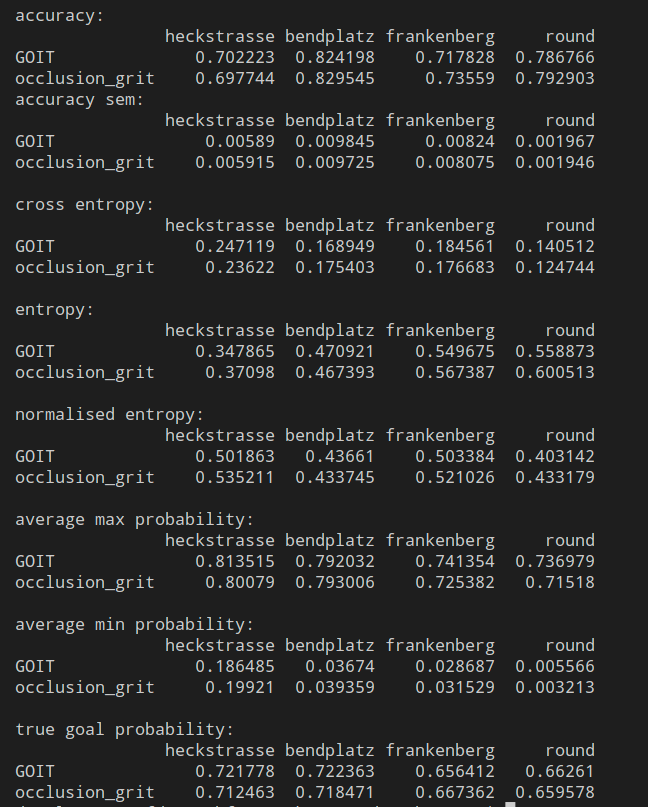 accuracy:
heckstrasse bendplatz frankenberg round
GOIT 0.702223 0.824198 0.717828 0.786766
occlusion_grit 0.697744 0.829545 0.73559 0.792903
accuracy sem:
heckstrasse bendplatz frankenberg round
GOIT 0.00589 0.009845 0.00824 0.001967
occlusion_grit 0.005915 0.009725 0.008075 0.001946
cross entropy:
heckstrasse bendplatz frankenberg round
GOIT 0.247119 0.168949 0.184561 0.140512
occlusion_grit 0.23622 0.175403 0.176683 0.124744
entropy:
heckstrasse bendplatz frankenberg round
GOIT 0.347865 0.470921 0.549675 0.558873
occlusion_grit 0.37098 0.467393 0.567387 0.600513
normalised entropy:
heckstrasse bendplatz frankenberg round
GOIT 0.501863 0.43661 0.503384 0.403142
occlusion_grit 0.535211 0.433745 0.521026 0.433179
average max probability:
heckstrasse bendplatz frankenberg round
GOIT 0.813515 0.792032 0.741354 0.736979
occlusion_grit 0.80079 0.793006 0.725382 0.71518
average min probability:
heckstrasse bendplatz frankenberg round
GOIT 0.186485 0.03674 0.028687 0.005566
occlusion_grit 0.19921 0.039359 0.031529 0.003213
true goal probability:
heckstrasse bendplatz frankenberg round
GOIT 0.721778 0.722363 0.656412 0.66261
occlusion_grit 0.712463 0.718471 0.667362 0.659578